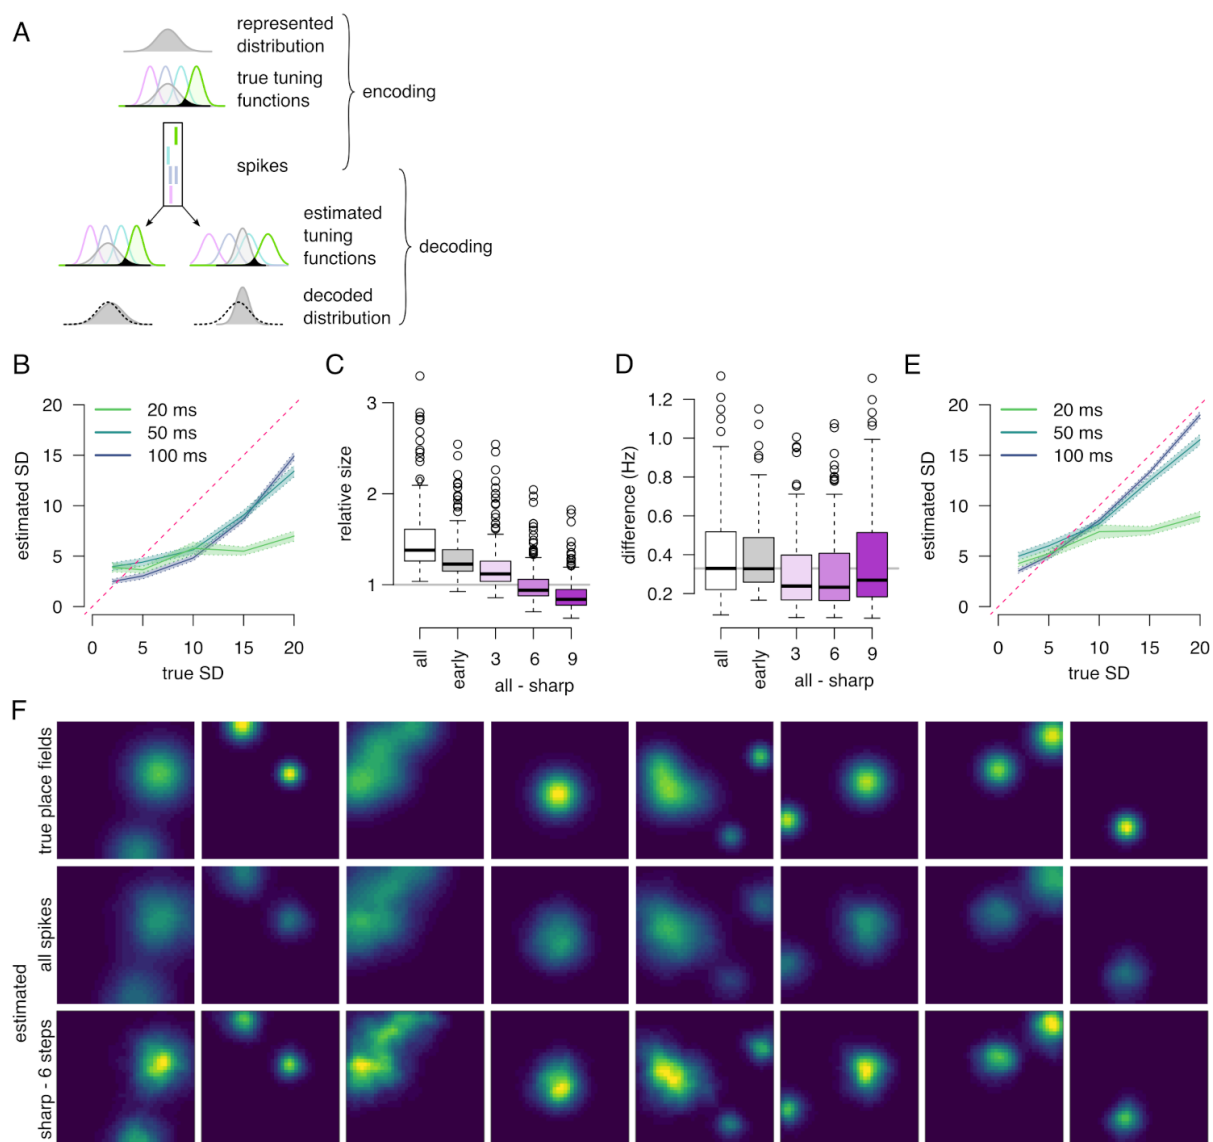 A
represented
distribution
true tuning
functions
encoding
spikes
estimated
tuning
functions
decoding
decoded
distribution
B
20 ms
50 ms
100 ms
estimated SD
20
15
10
5
0
0
5
10
15
20
true SD
C
relative size
3
2
1
all
early
3
6
9
all - sharp
D
difference (Hz)
1.2
1.0
0.8
0.6
0.4
0.2
all
early
3
6
9
all - sharp
E
20 ms
50 ms
100 ms
estimated SD
20
15
10
5
0
0
5
10
15
20
true SD
F
true place fields
estimated
all spikes
sharp - 6 steps